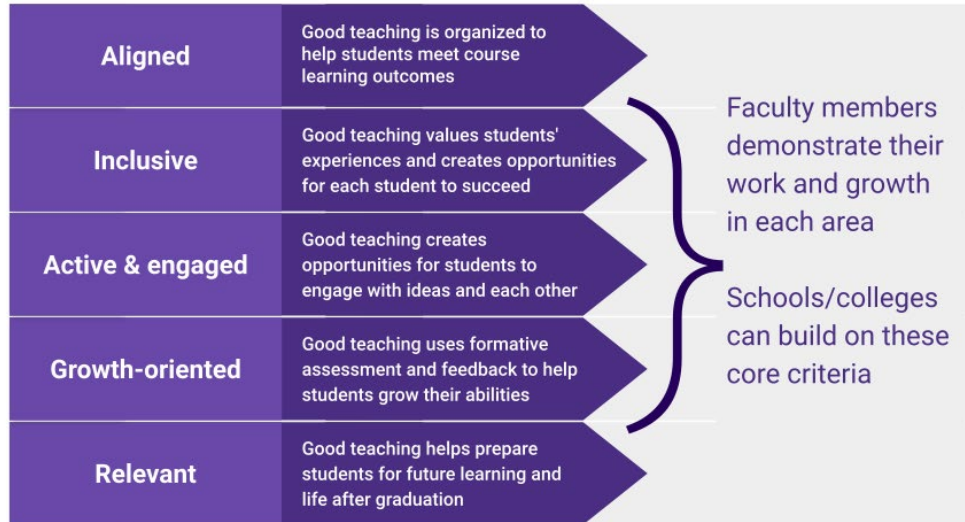 Aligned
Good teaching is organized to
help students meet course
learning outcomes
Inclusive
Good teaching values students'
experiences and creates opportunities
for each student to succeed
Active & engaged
Good teaching creates
opportunities for students to
engage with ideas and each other
Growth-oriented
Good teaching uses formative
assessment and feedback to help
students grow their abilities
Relevant
Good teaching helps prepare
students for future learning and
life after graduation
Faculty members
demonstrate their
work and growth
in each area
Schools/colleges
can build on these
core criteria